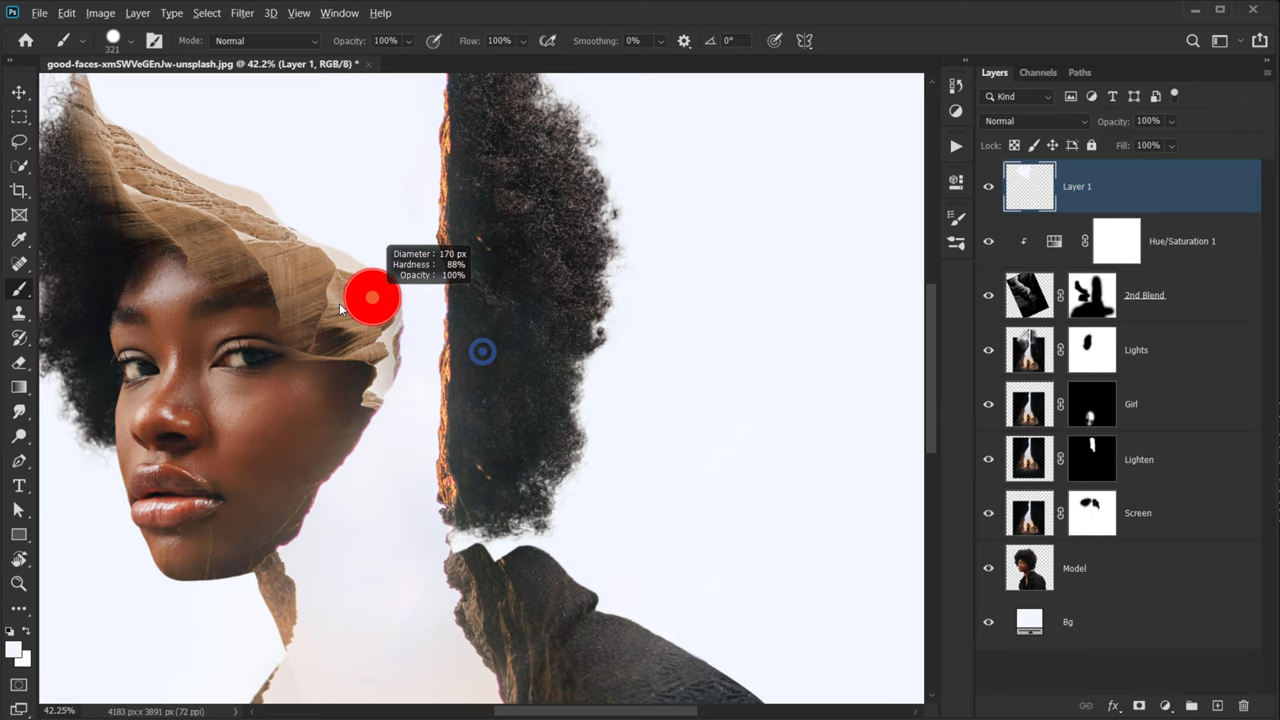 Ps File Edit Image Layer Type Select Filter 3D View Window Help
321 Mode: Normal Opacity: 100% Flow: 100% Smoothing: 0% 0°
good-faces-xmSWVeGEnJw-unsplash.jpg @ 42.2% (Layer 1, RGB/8) * ×
Layers Channels Paths
Kind
Normal Opacity: 100%
Lock: Fill: 100%
Layer 1
Hue/Saturation 1
2nd Blend
Lights
Girl
Lighten
Screen
Model
Bg
Diameter: 170 px
Hardness: 88%
Opacity: 100%
42.25% 4183 px x 3891 px (72 ppi)
fx